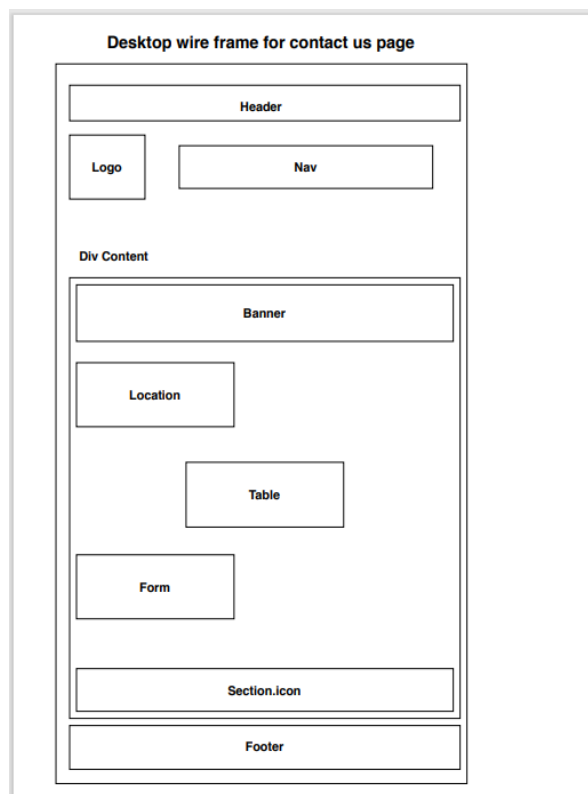 Desktop wire frame for contact us page
Header
Logo
Nav
Div Content
Banner
Location
Table
Form
Section.icon
Footer